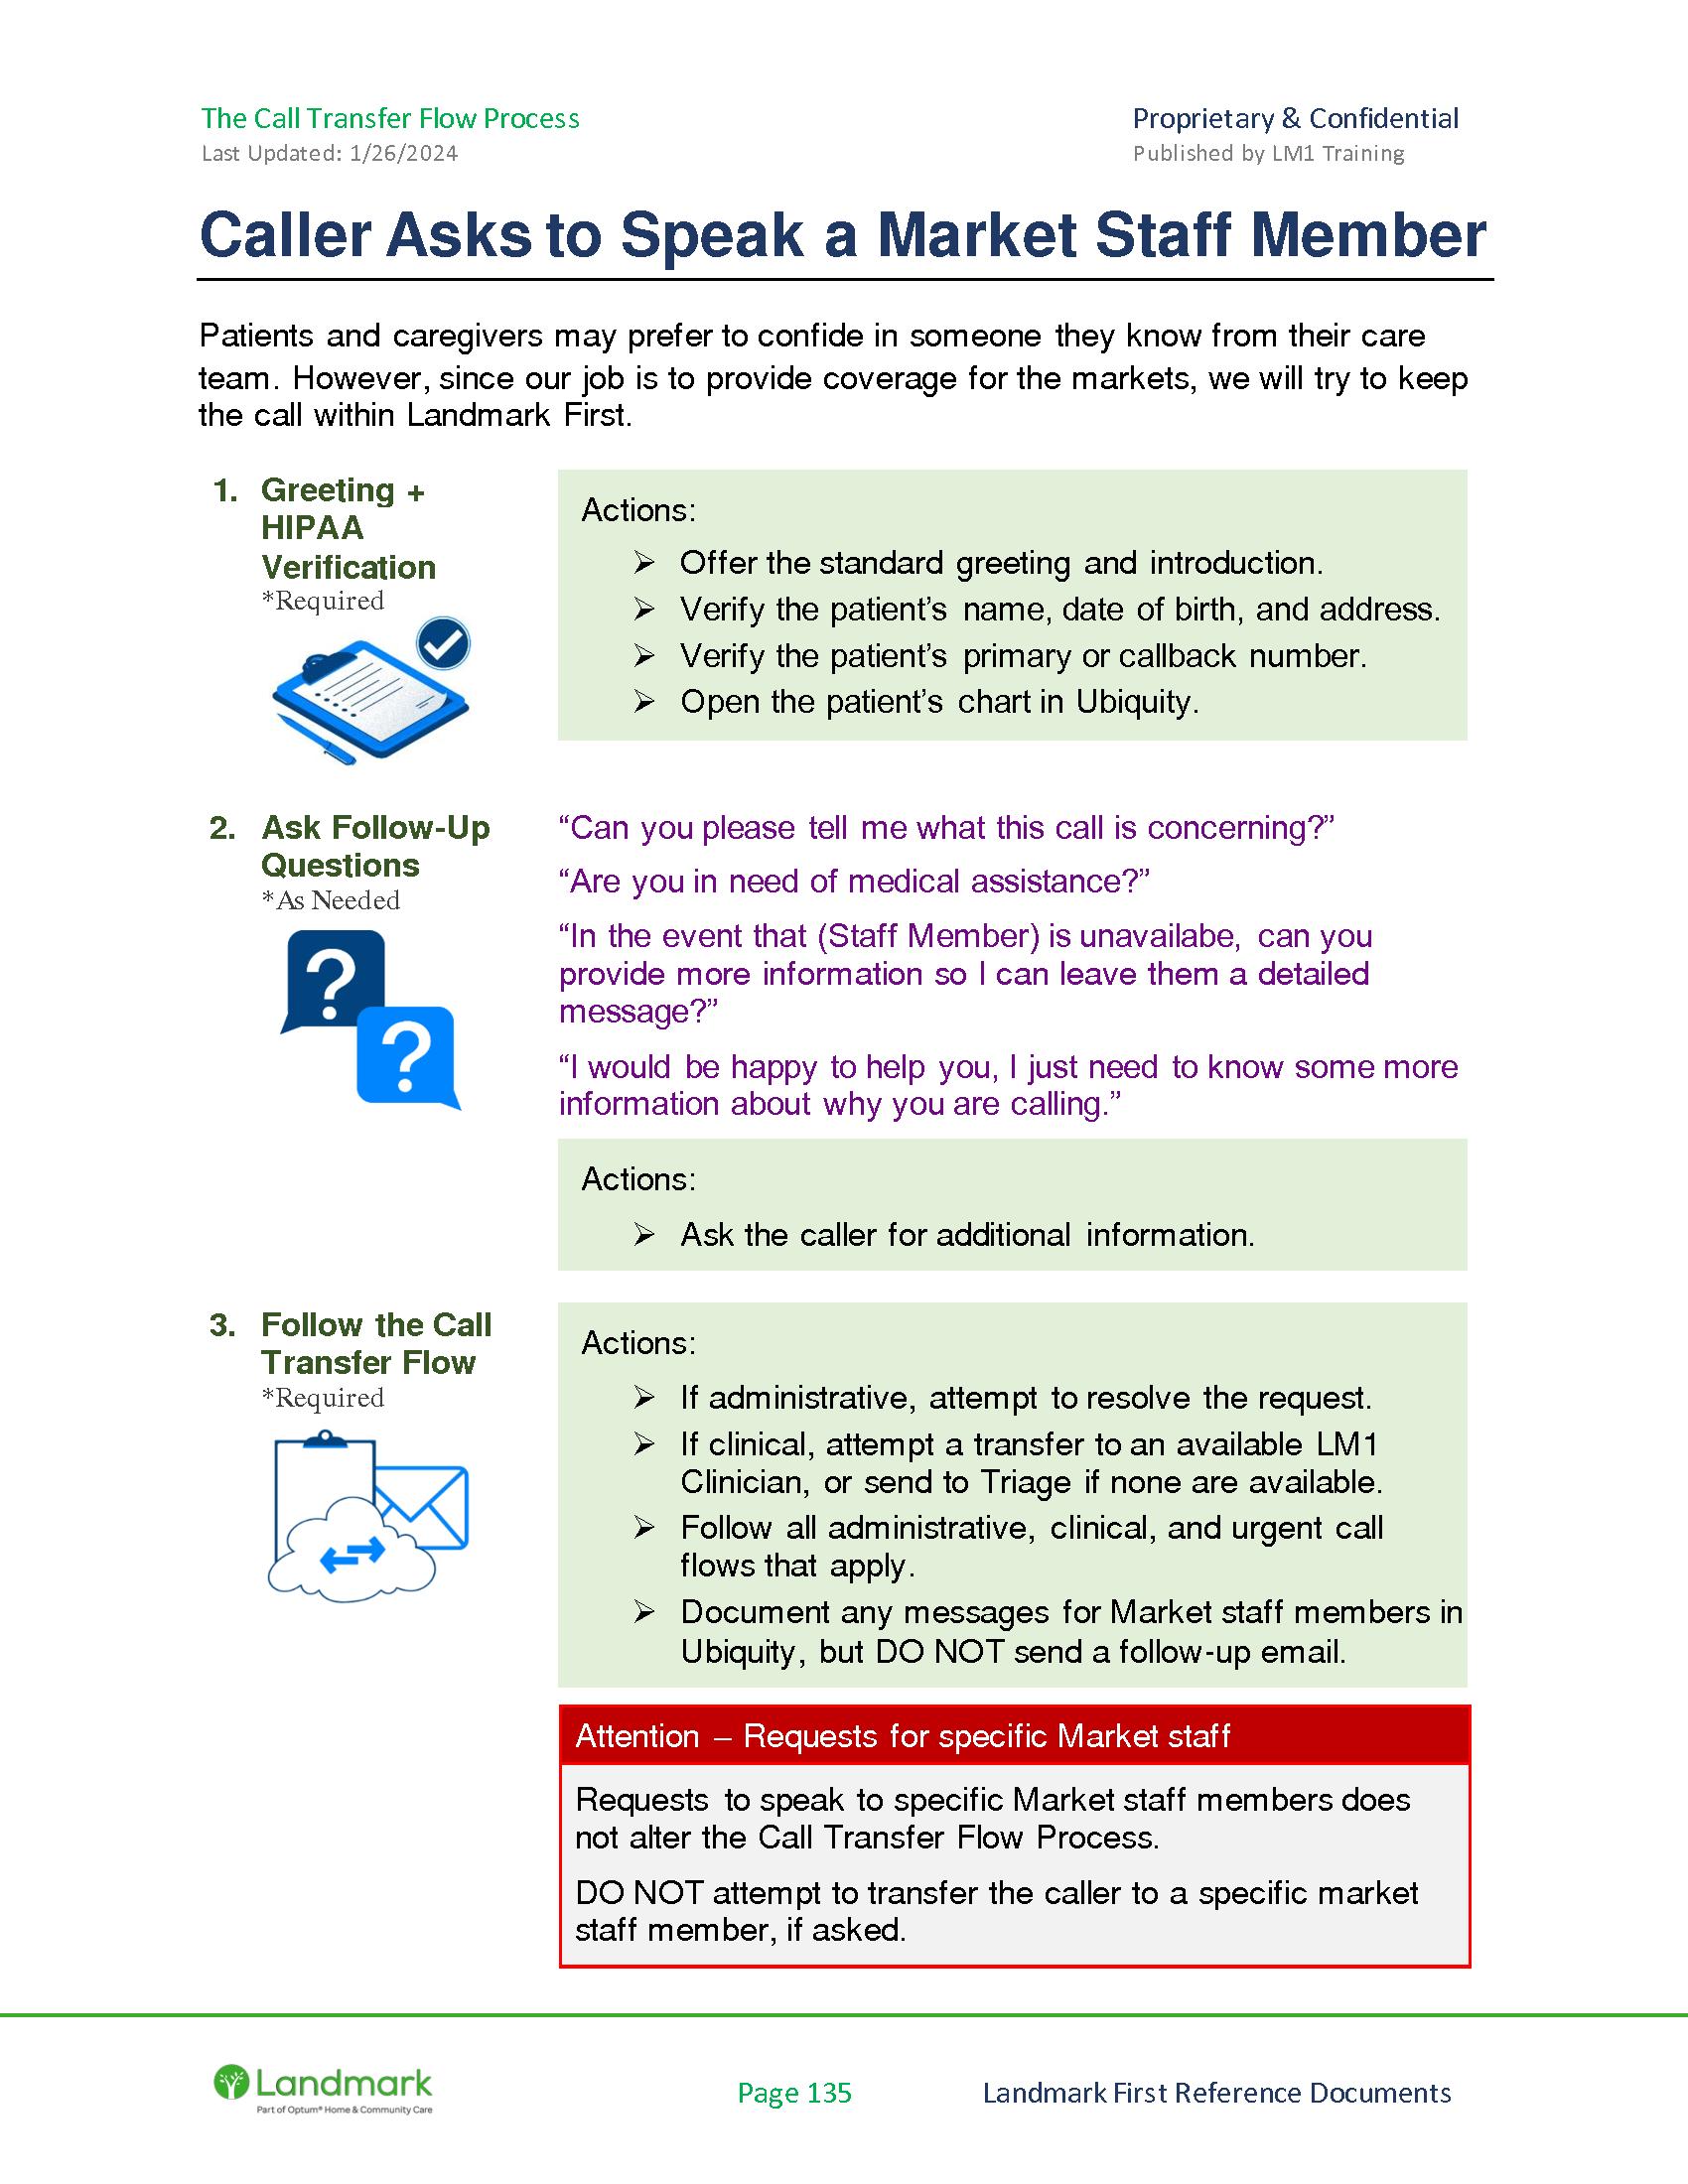 The Call Transfer Flow Process
Proprietary & Confidential
Last Updated: 1/26/2024
Published by LM1 Training
Caller Asks to Speak a Market Staff Member
Patients and caregivers may prefer to confide in someone they know from their care
team. However, since our job is to provide coverage for the markets, we will try to keep
the call within Landmark First.
1. Greeting +
HIPAA
Verification
*Required
Actions:
➢ Offer the standard greeting and introduction.
➢ Verify the patient’s name, date of birth, and address.
➢ Verify the patient’s primary or callback number.
➢ Open the patient’s chart in Ubiquity.
2. Ask Follow-Up
Questions
*As Needed
? ?
“Can you please tell me what this call is concerning?”
“Are you in need of medical assistance?”
“In the event that (Staff Member) is unavailabe, can you
provide more information so I can leave them a detailed
message?”
“I would be happy to help you, I just need to know some more
information about why you are calling.”
Actions:
➢ Ask the caller for additional information.
3. Follow the Call
Transfer Flow
*Required
Actions:
➢ If administrative, attempt to resolve the request.
➢ If clinical, attempt a transfer to an available LM1
Clinician, or send to Triage if none are available.
➢ Follow all administrative, clinical, and urgent call
flows that apply.
➢ Document any messages for Market staff members in
Ubiquity, but DO NOT send a follow-up email.
Attention – Requests for specific Market staff
Requests to speak to specific Market staff members does
not alter the Call Transfer Flow Process.
DO NOT attempt to transfer the caller to a specific market
staff member, if asked.
Landmark
Part of Optum® Home & Community Care
Page 135
Landmark First Reference Documents